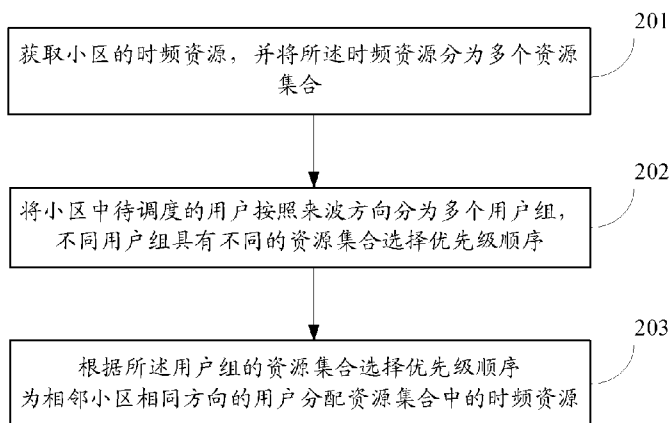 201
获取小区的时频资源，并将所述时频资源分为多个资源
集合
202
将小区中待调度的用户按照来波方向分为多个用户组，
不同用户组具有不同的资源集合选择优先级顺序
203
根据所述用户组的资源集合选择优先级顺序
为相邻小区相同方向的用户分配资源集合中的时频资源